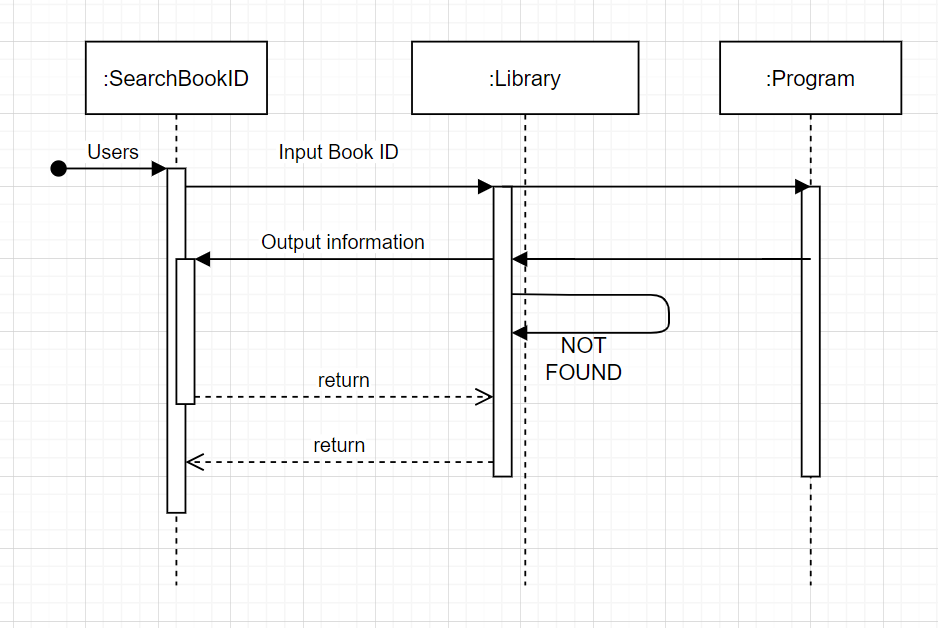 :SearchBookID
:Library
:Program
Users
Input Book ID
Output information
NOT
FOUND
return
return